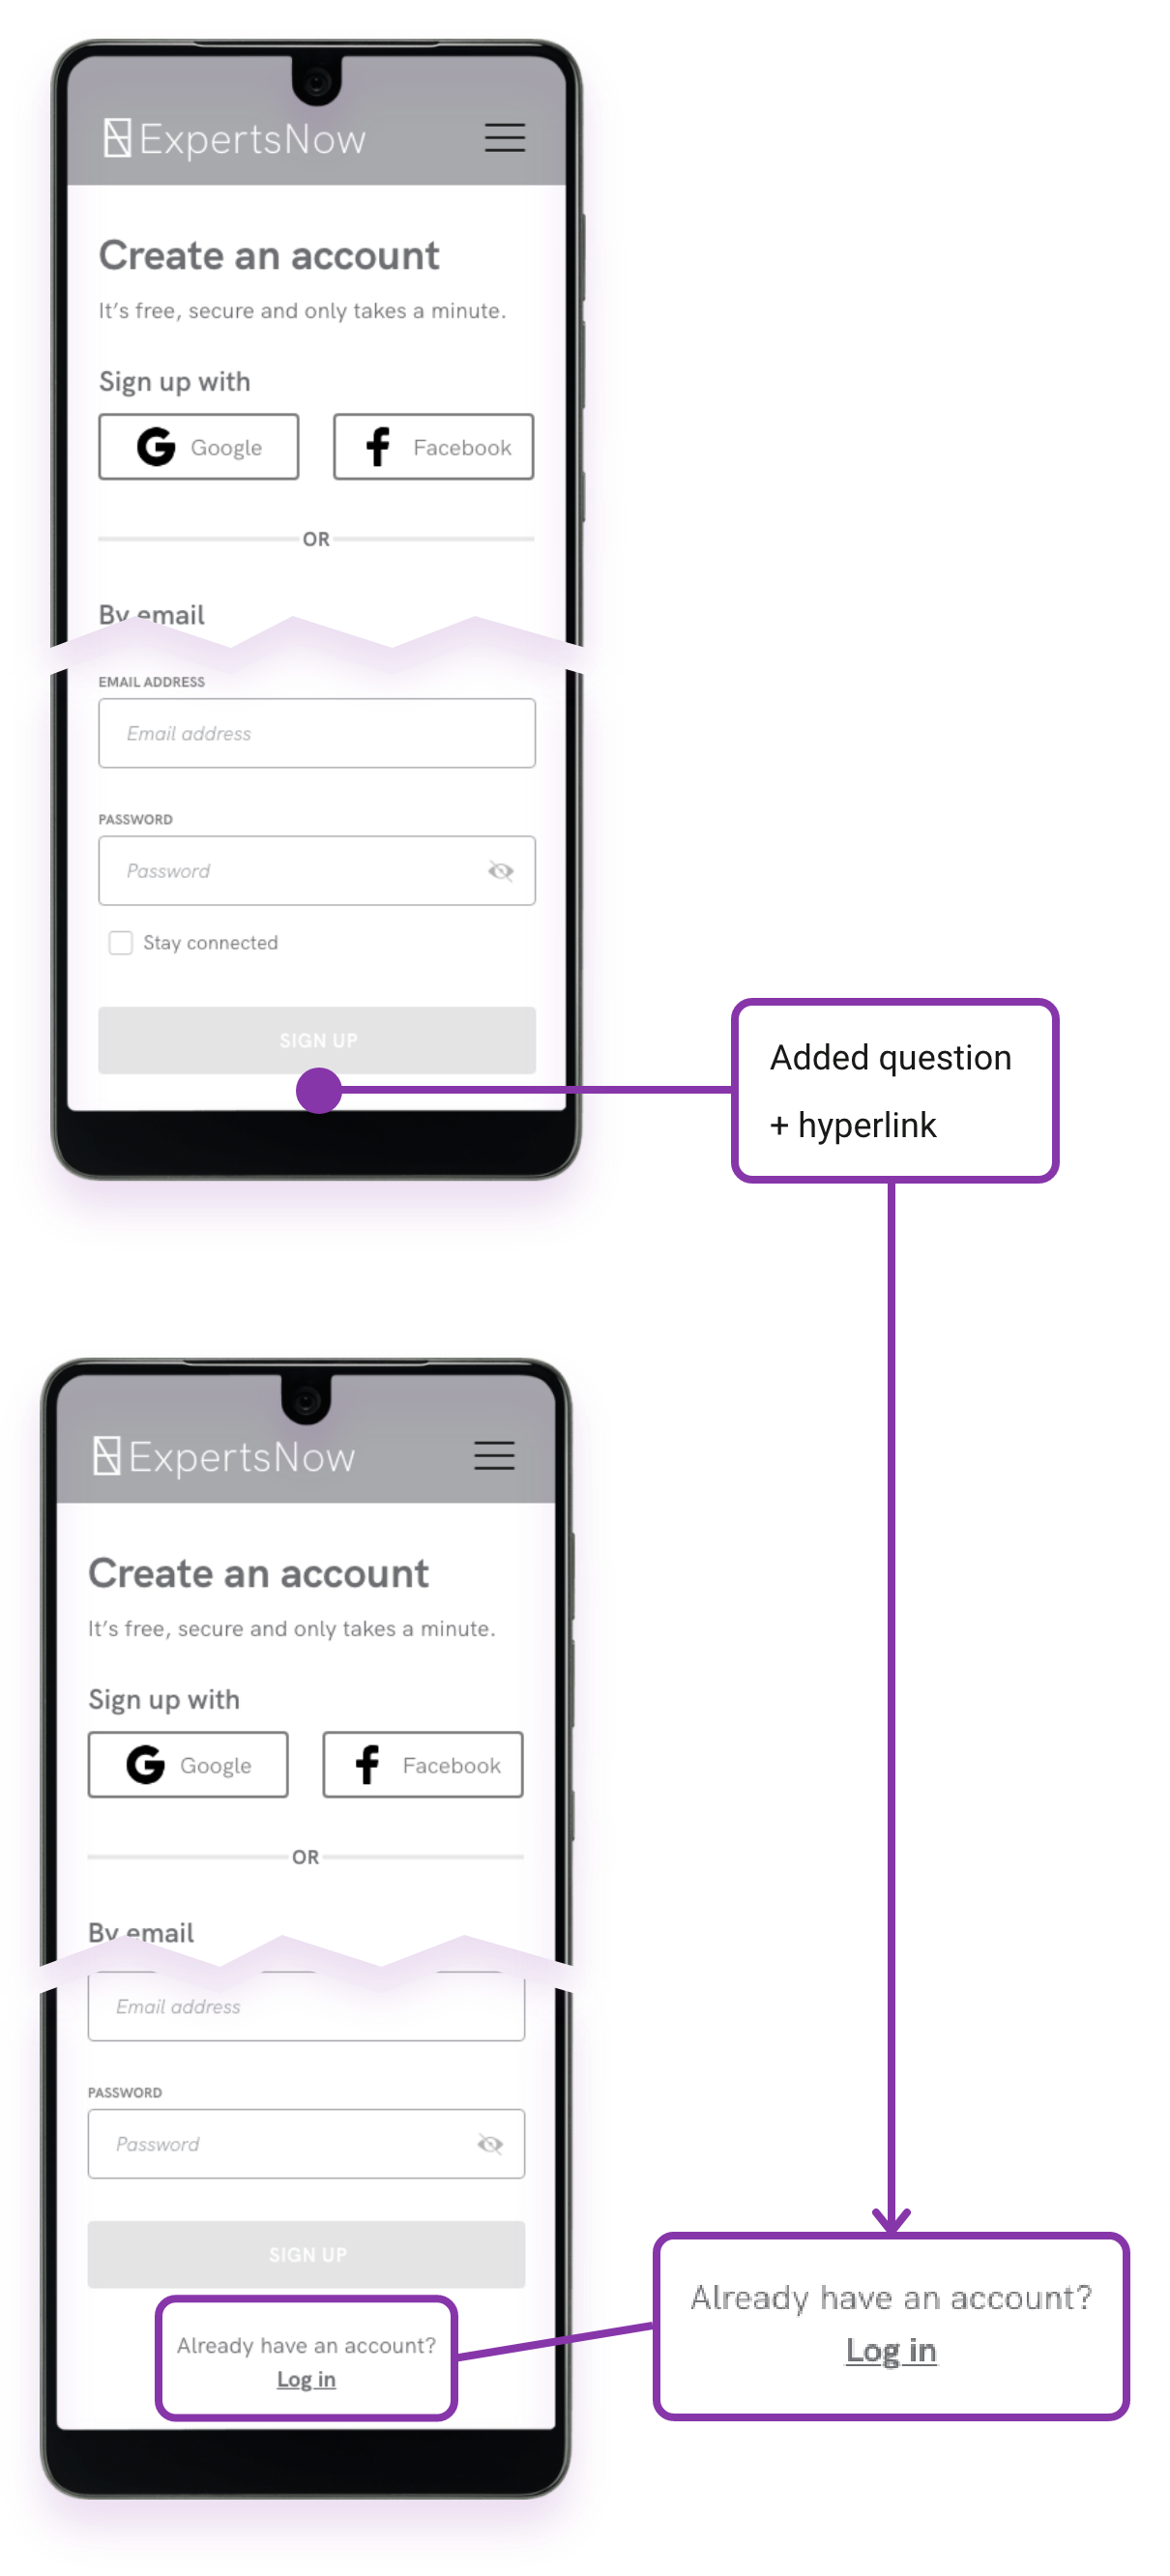 ExpertsNow
Create an account
It’s free, secure and only takes a minute.
Sign up with
Google
Facebook
OR
By email
EMAIL ADDRESS
Email address
PASSWORD
Password
Stay connected
SIGN UP
Added question
+ hyperlink
ExpertsNow
Create an account
It’s free, secure and only takes a minute.
Sign up with
Google
Facebook
OR
By email
Email address
PASSWORD
Password
SIGN UP
Already have an account?
Log in
Already have an account?
Log in